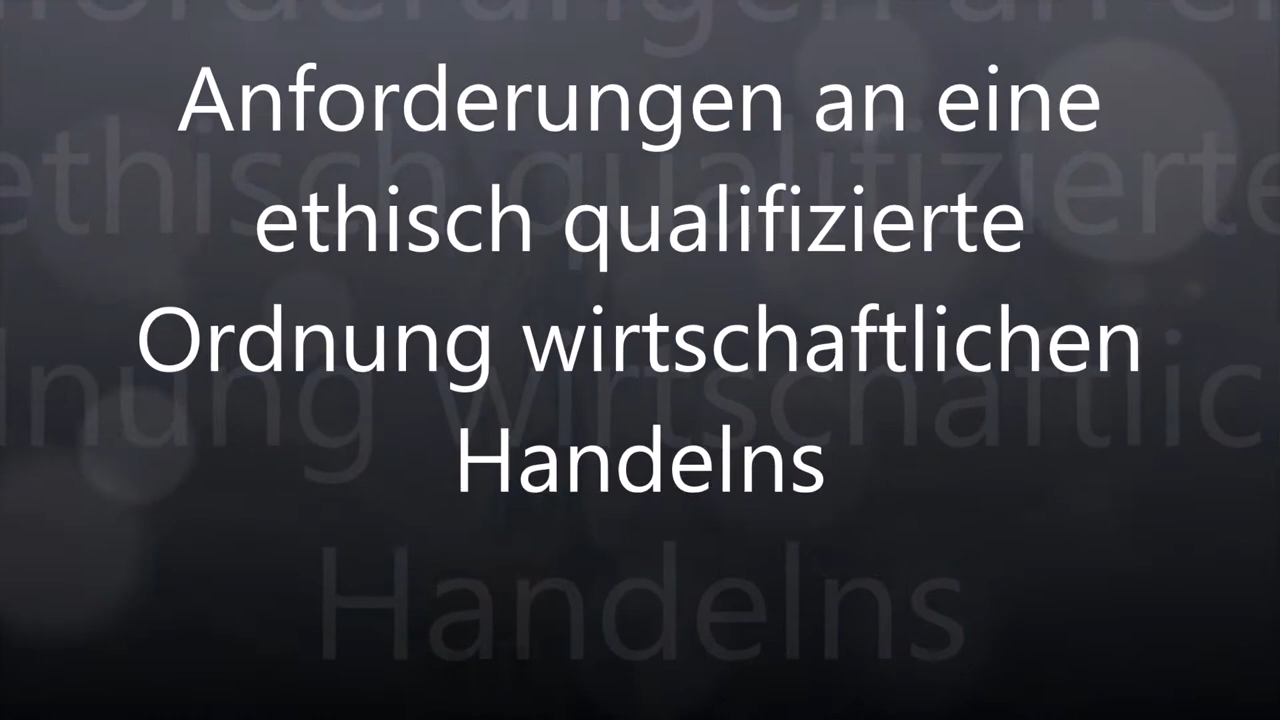 Anforderungen an eine
ethisch qualifizierte
Ordnung wirtschaftlichen
Handelns